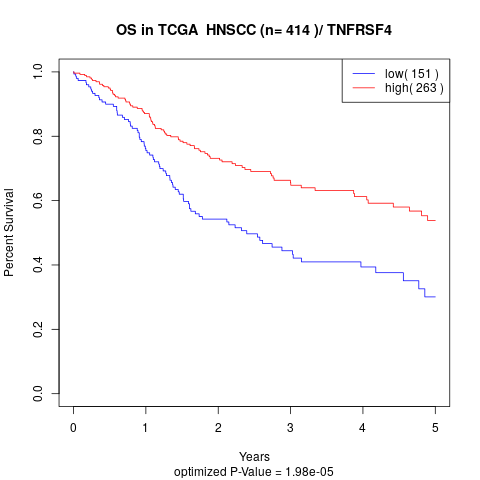 OS in TCGA  HNSCC (n= 414 )/ TNFRSF4
low( 151 )
high( 263 )
Percent Survival
1.0
0.8
0.6
0.4
0.2
0.0
0 1 2 3 4 5
Years
optimized P-Value = 1.98e-05